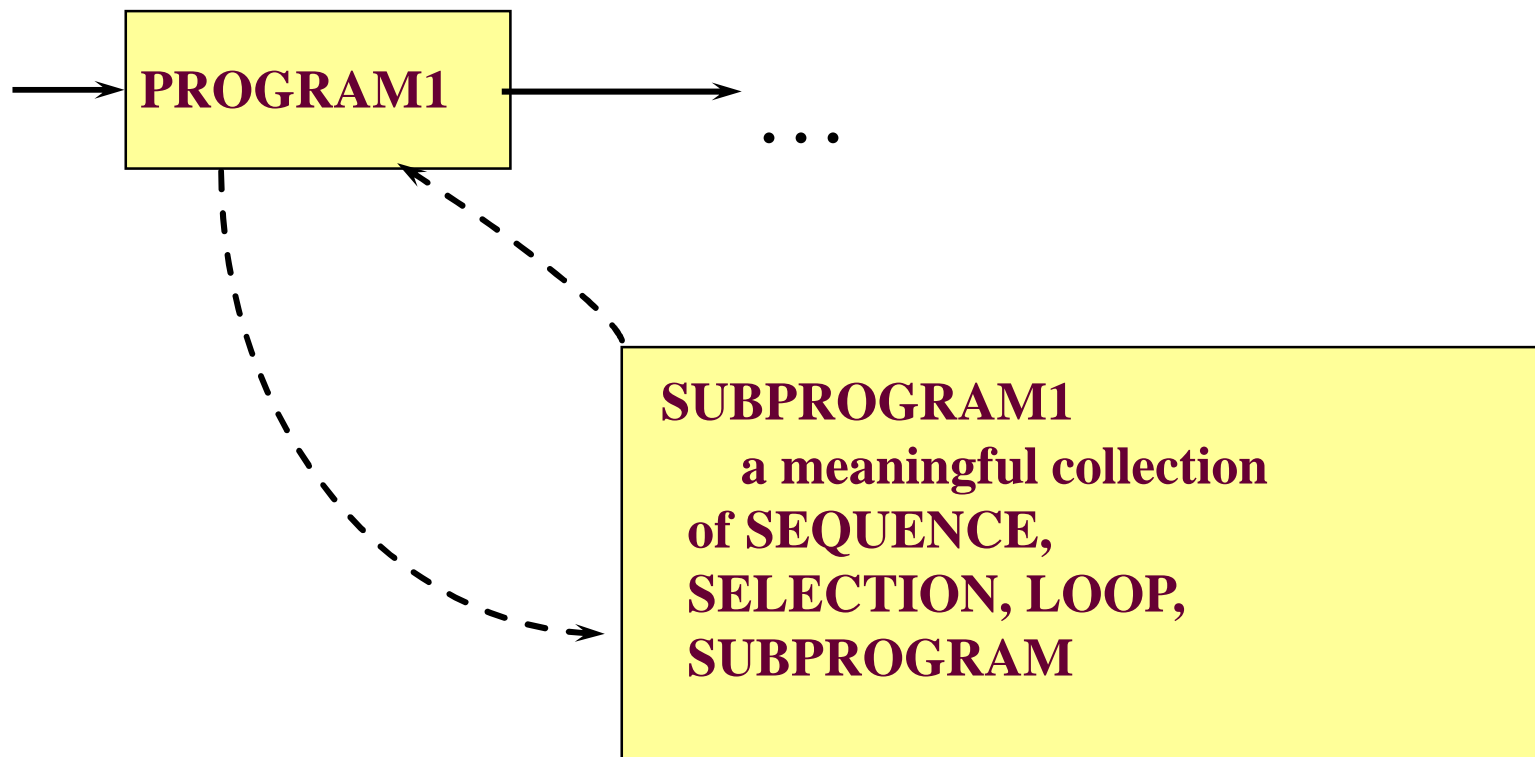 PROGRAM1
. . .
SUBPROGRAM1
a meaningful collection
of SEQUENCE,
SELECTION, LOOP,
SUBPROGRAM